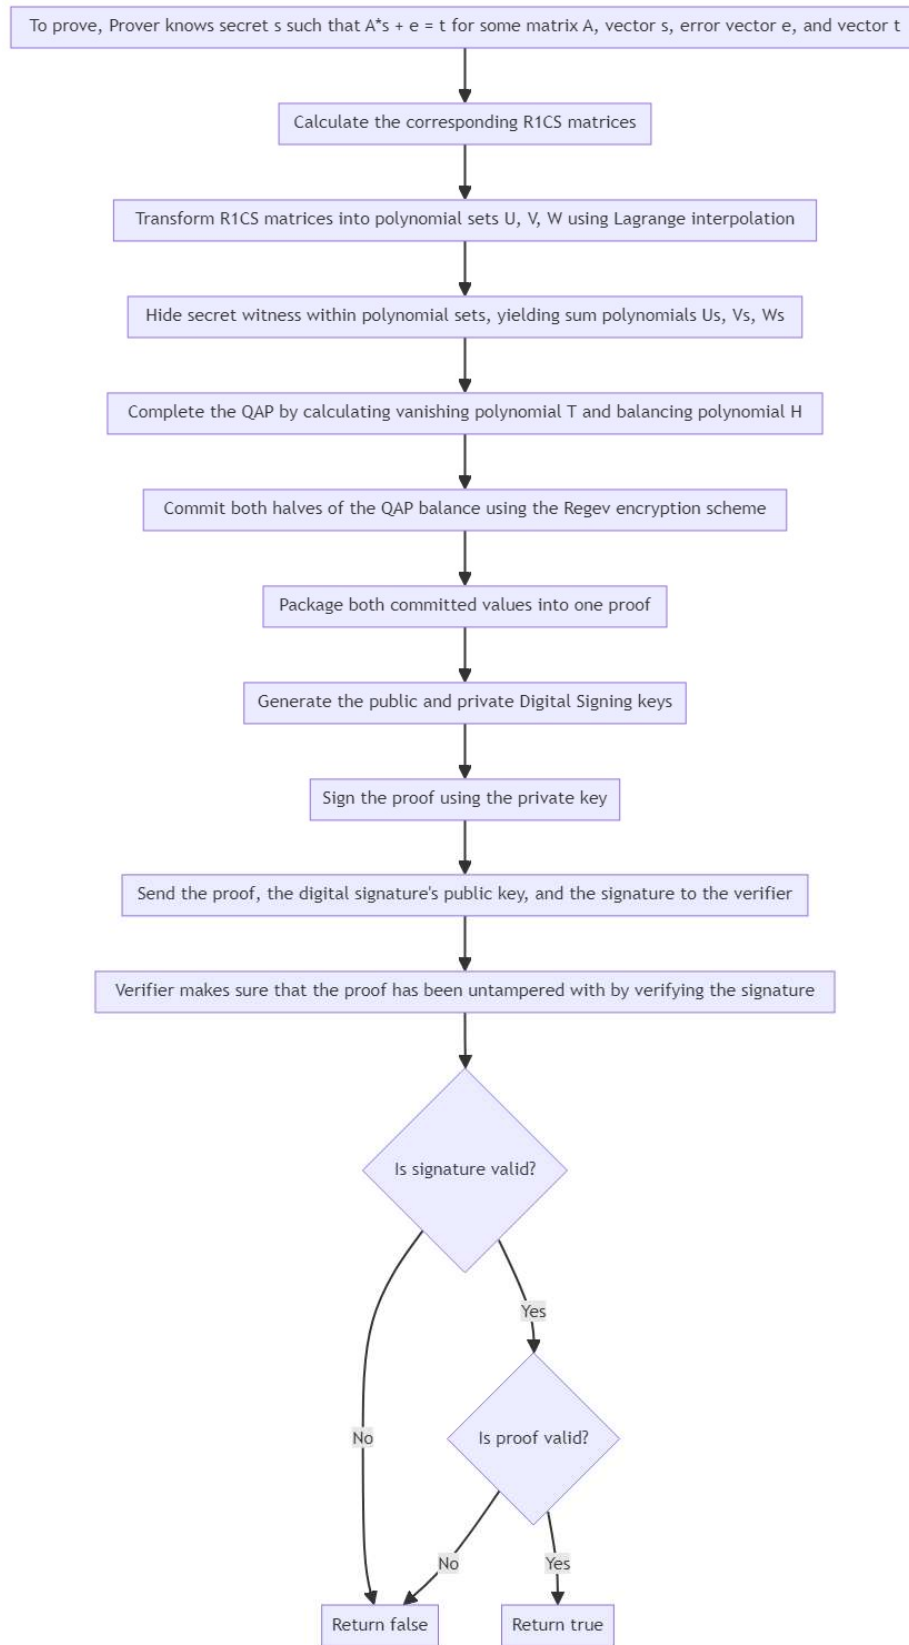 To prove, Prover knows secret s such that A*s + e = t for some matrix A, vector s, error vector e, and vector t
Calculate the corresponding R1CS matrices
Transform R1CS matrices into polynomial sets U, V, W using Lagrange interpolation
Hide secret witness within polynomial sets, yielding sum polynomials Us, Vs, Ws
Complete the QAP by calculating vanishing polynomial T and balancing polynomial H
Commit both halves of the QAP balance using the Regev encryption scheme
Package both committed values into one proof
Generate the public and private Digital Signing keys
Sign the proof using the private key
Send the proof, the digital signature's public key, and the signature to the verifier
Verifier makes sure that the proof has been untampered with by verifying the signature
Is signature valid?
Yes
No
Is proof valid?
No
Yes
Return false
Return true